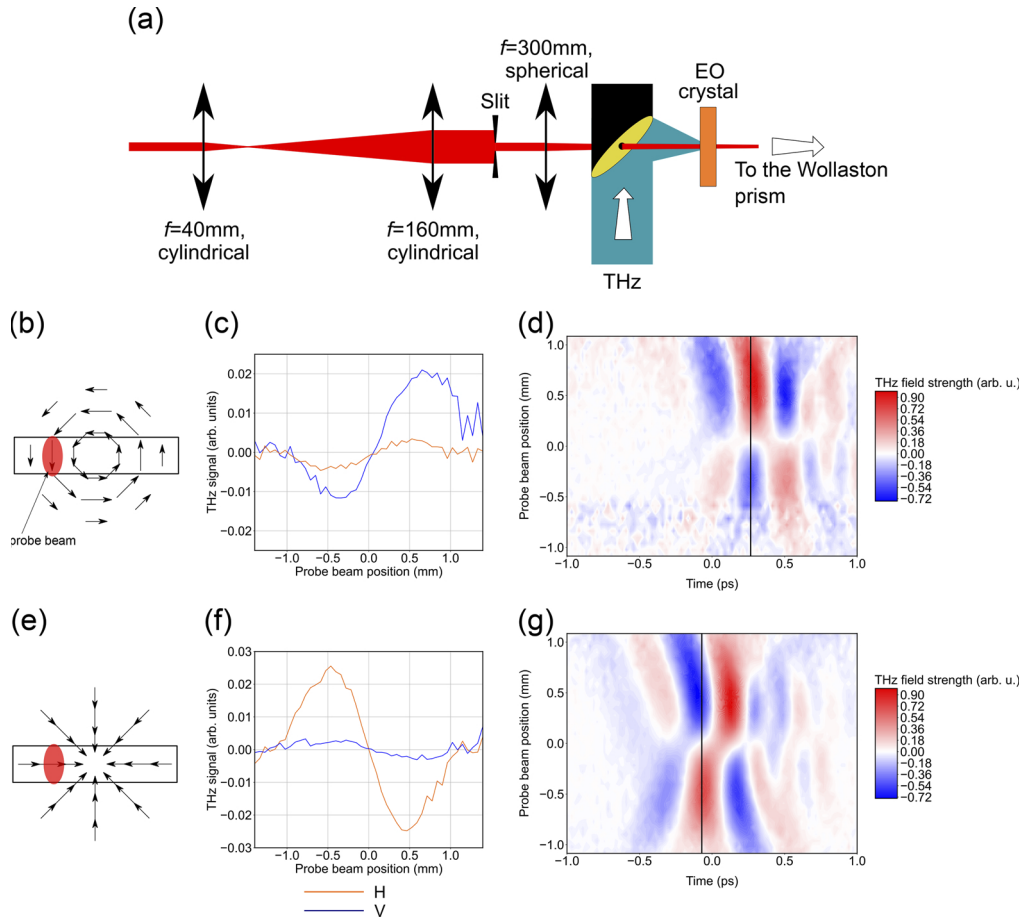 (a)
f=300mm,
spherical
EO
crystal
Slit
To the Wollaston
prism
f=40mm,
cylindrical
f=160mm,
cylindrical
THz
(b)
probe beam
(c)
THz signal (arb. units)
0.02
0.01
0.00
−0.01
−0.02
−1.0 −0.5 0.0 0.5 1.0
Probe beam position (mm)
(d)
Probe beam position (mm)
1.0
0.5
0.0
−0.5
−1.0
−1.0 −0.5 0.0 0.5 1.0
Time (ps)
THz field strength (arb. u.)
0.90
0.72
0.54
0.36
0.18
0.00
−0.18
−0.36
−0.54
−0.72
(e)
(f)
THz signal (arb. units)
0.03
0.02
0.01
0.00
−0.01
−0.02
−0.03
−1.0 −0.5 0.0 0.5 1.0
Probe beam position (mm)
H
V
(g)
Probe beam position (mm)
1.0
0.5
0.0
−0.5
−1.0
−1.0 −0.5 0.0 0.5 1.0
Time (ps)
THz field strength (arb. u.)
0.90
0.72
0.54
0.36
0.18
0.00
−0.18
−0.36
−0.54
−0.72